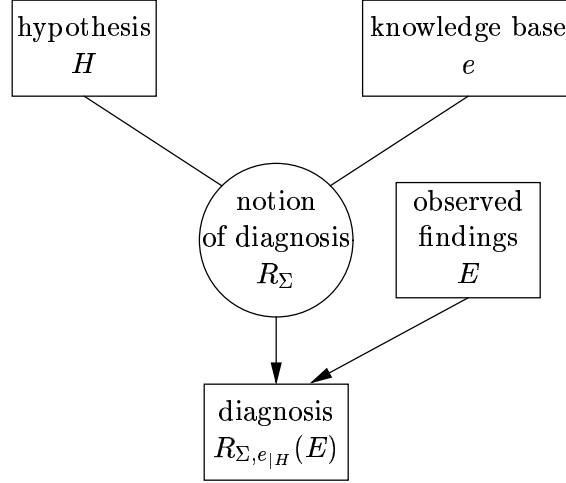 hypothesis
H
knowledge base
e
notion
of diagnosis
R_Σ
observed
findings
E
diagnosis
R_{Σ,e_{|H}}(E)